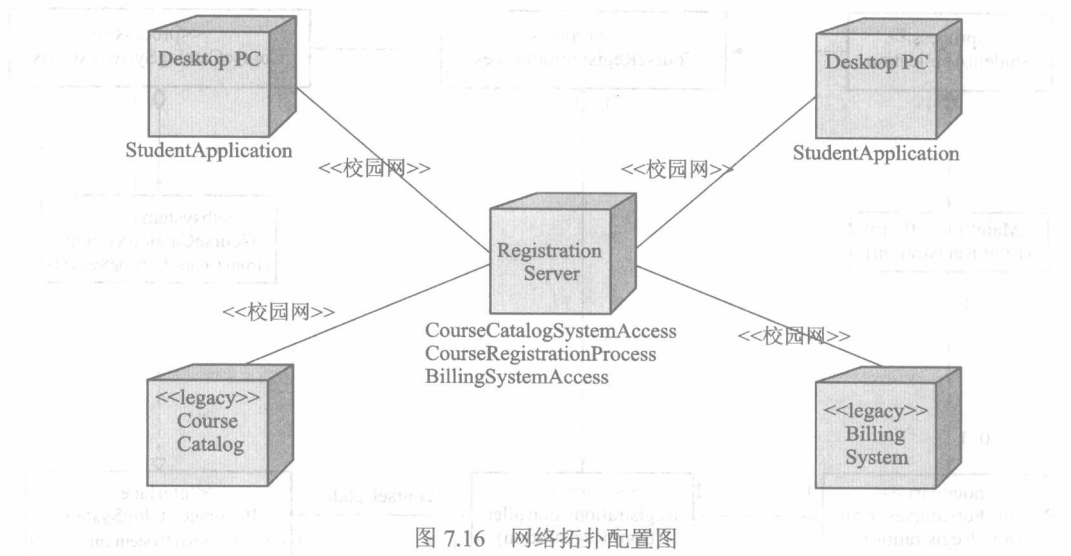 Desktop PC
StudentApplication
Desktop PC
StudentApplication
<<校园网>>
<<校园网>>
Registration
Server
CourseCatalogSystemAccess
CourseRegistrationProcess
BillingSystemAccess
<<校园网>>
<<校园网>>
<<legacy>>
Course
Catalog
<<legacy>>
Billing
System
图 7.16 网络拓扑配置图